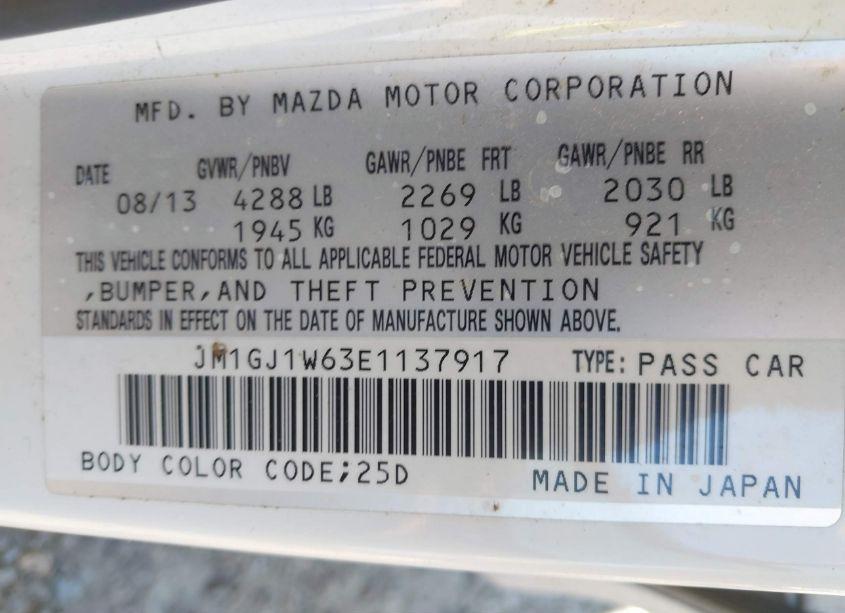 MFD. BY MAZDA MOTOR CORPORATION
DATE GVWR/PNBV GAWR/PNBE FRT GAWR/PNBE RR
08/13 4288 LB 2269 LB 2030 LB
1945 KG 1029 KG 921 KG
THIS VEHICLE CONFORMS TO ALL APPLICABLE FEDERAL MOTOR VEHICLE SAFETY
,BUMPER,AND THEFT PREVENTION
STANDARDS IN EFFECT ON THE DATE OF MANUFACTURE SHOWN ABOVE.
JM1GJ1W63E1137917 TYPE: PASS CAR
BODY COLOR CODE;25D MADE IN JAPAN